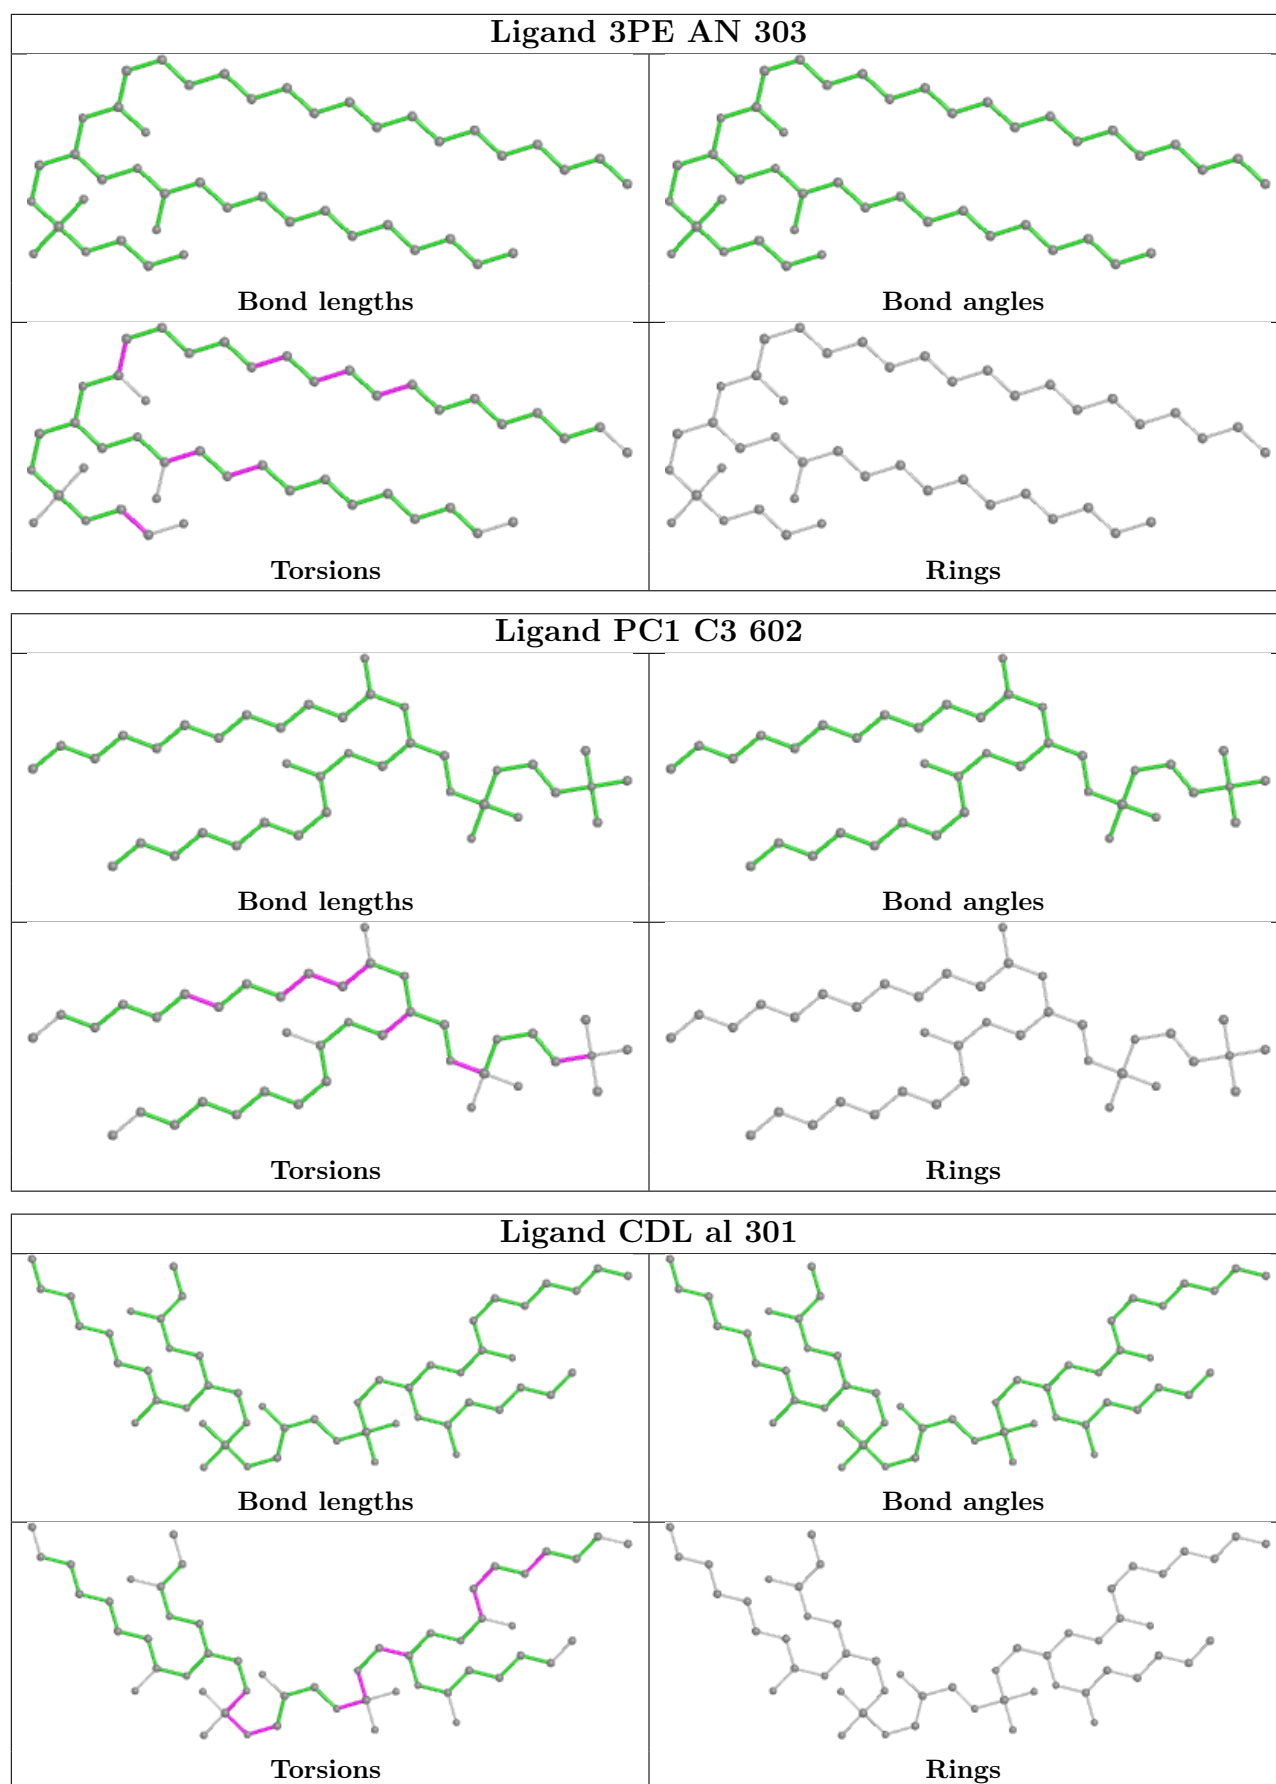 Ligand 3PE AN 303
Bond lengths
Bond angles
Torsions
Rings
Ligand PC1 C3 602
Bond lengths
Bond angles
Torsions
Rings
Ligand CDL al 301
Bond lengths
Bond angles
Torsions
Rings